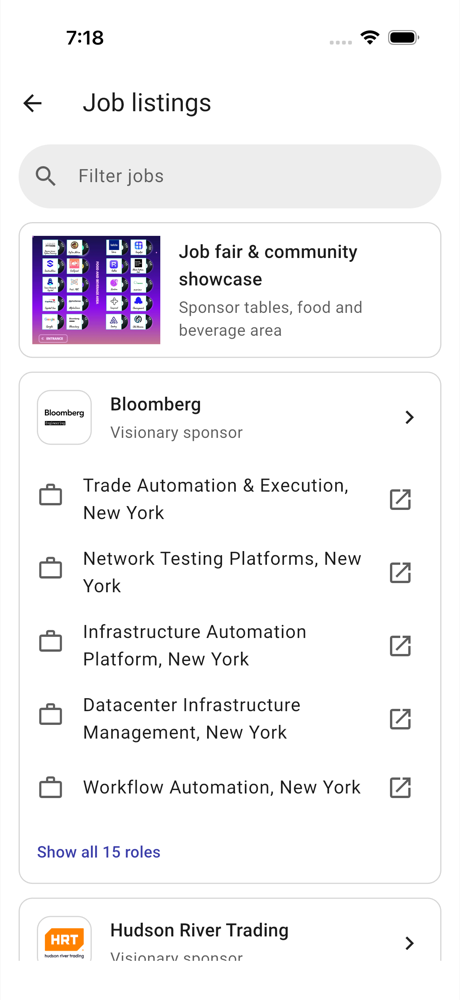 7:18
Job listings
Filter jobs
Job fair & community
showcase
Sponsor tables, food and
beverage area
Bloomberg
Engineering
Bloomberg
Visionary sponsor
Trade Automation & Execution,
New York
Network Testing Platforms, New
York
Infrastructure Automation
Platform, New York
Datacenter Infrastructure
Management, New York
Workflow Automation, New York
Show all 15 roles
HRT
hudson river trading
Hudson River Trading
Visionary sponsor